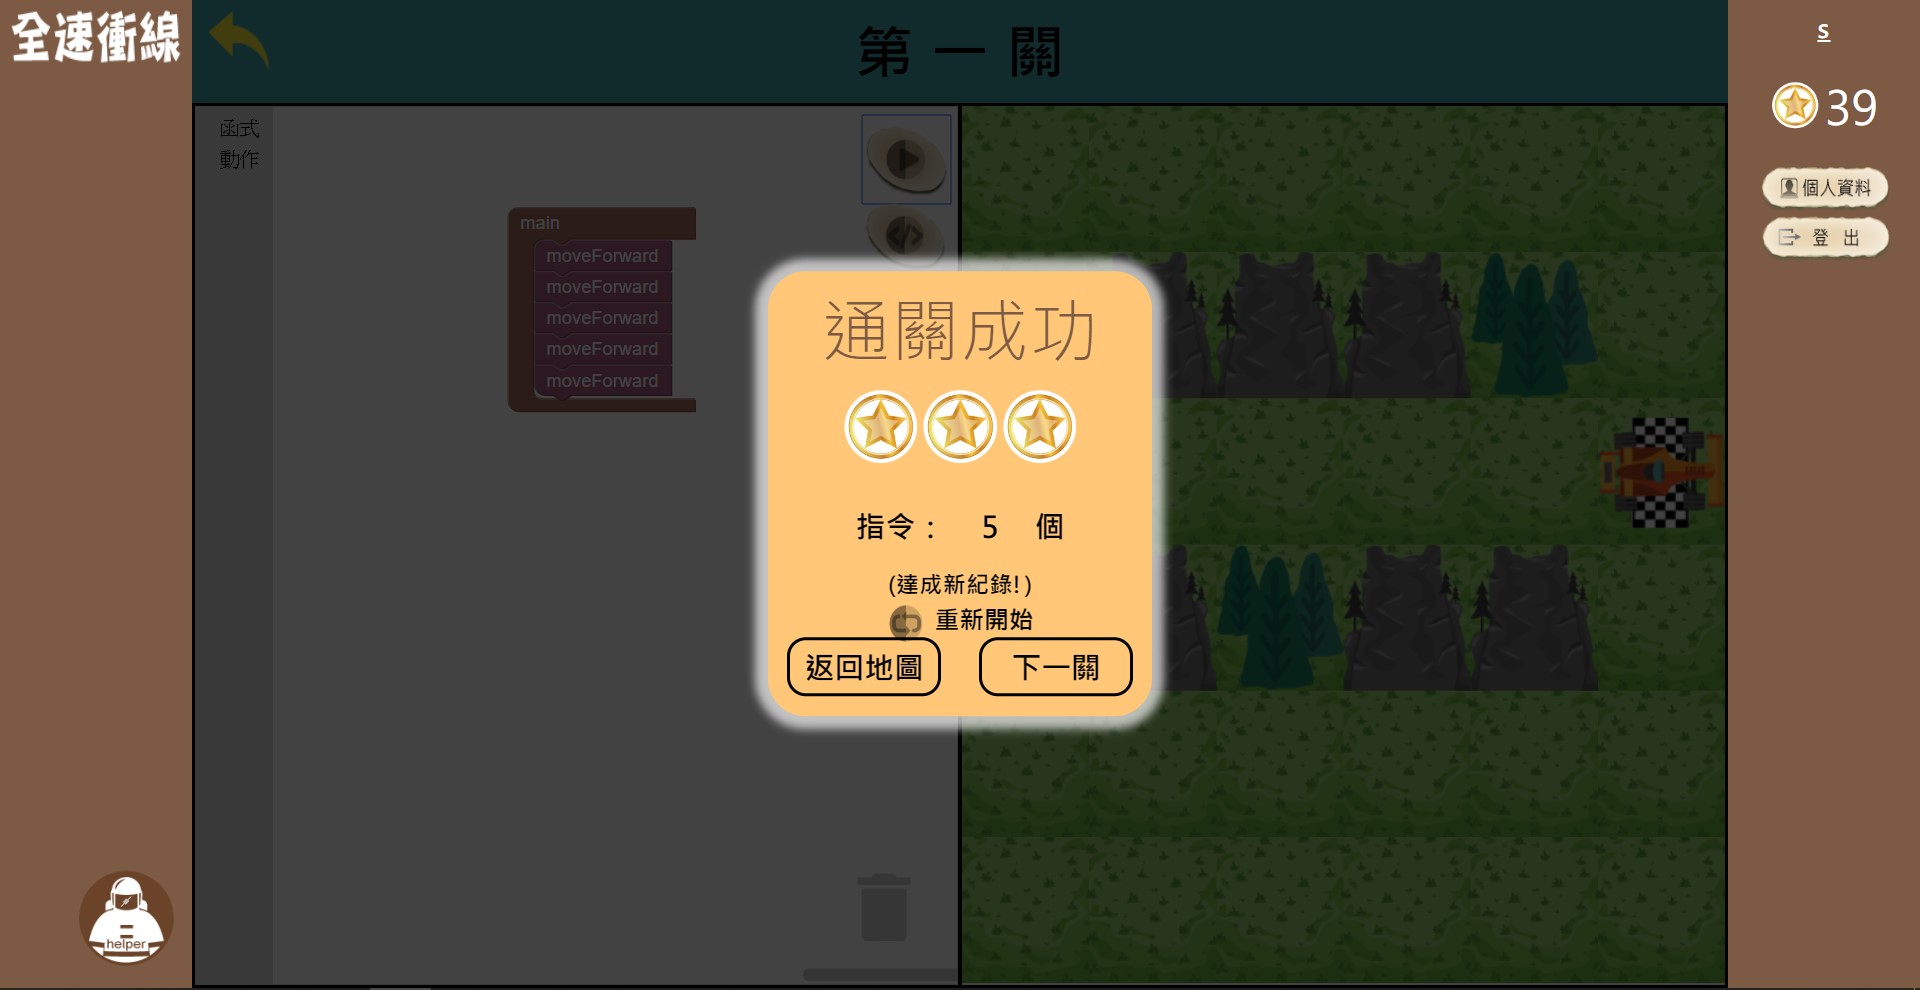 全速衝線
第一關
s
39
個人資料
登出
函式
動作
main
moveForward
moveForward
moveForward
moveForward
moveForward
通關成功
指令: 5 個
(達成新紀錄!)
重新開始
返回地圖
下一關
helper